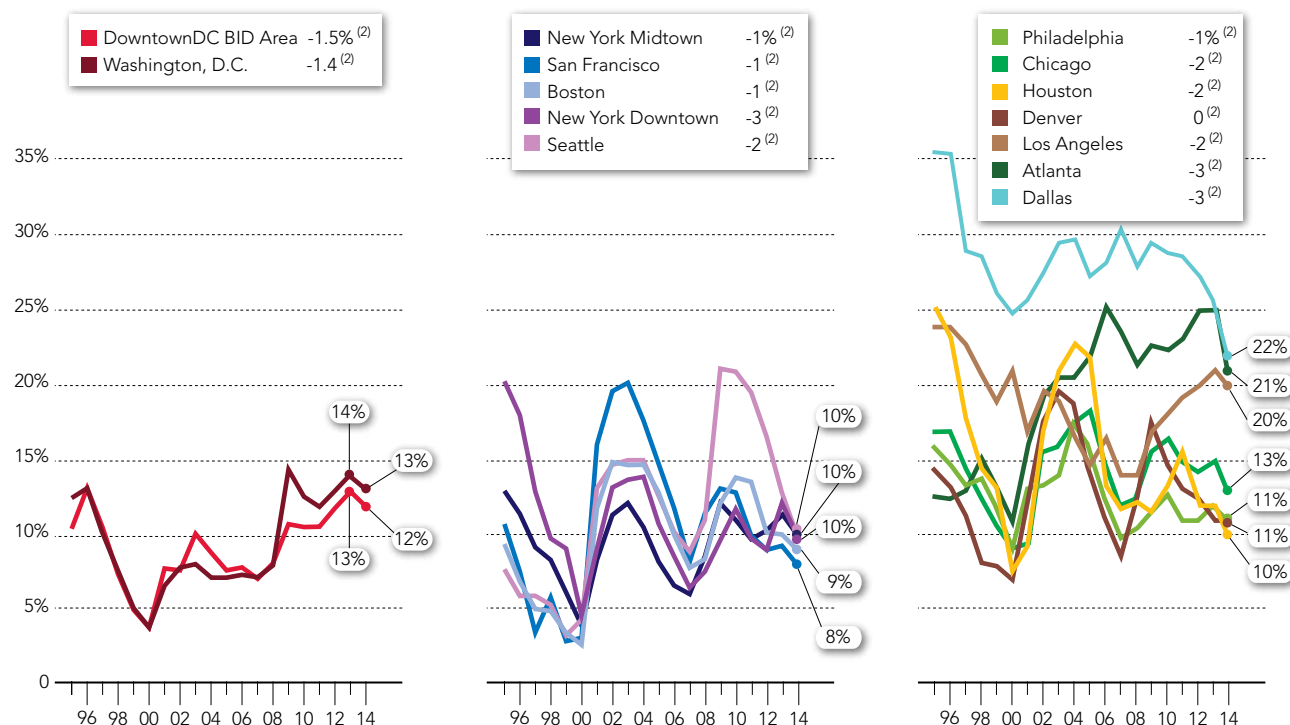 DowntownDC BID Area -1.5% (2)
Washington, D.C. -1.4 (2)
New York Midtown -1% (2)
San Francisco -1 (2)
Boston -1 (2)
New York Downtown -3 (2)
Seattle -2 (2)
Philadelphia -1% (2)
Chicago -2 (2)
Houston -2 (2)
Denver 0 (2)
Los Angeles -2 (2)
Atlanta -3 (2)
Dallas -3 (2)
35%
30%
25%
20%
15%
10%
5%
0
14%
13%
13%
12%
96 98 00 02 04 06 08 10 12 14
10%
10%
10%
9%
8%
96 98 00 02 04 06 08 10 12 14
22%
21%
20%
13%
11%
11%
10%
96 98 00 02 04 06 08 10 12 14